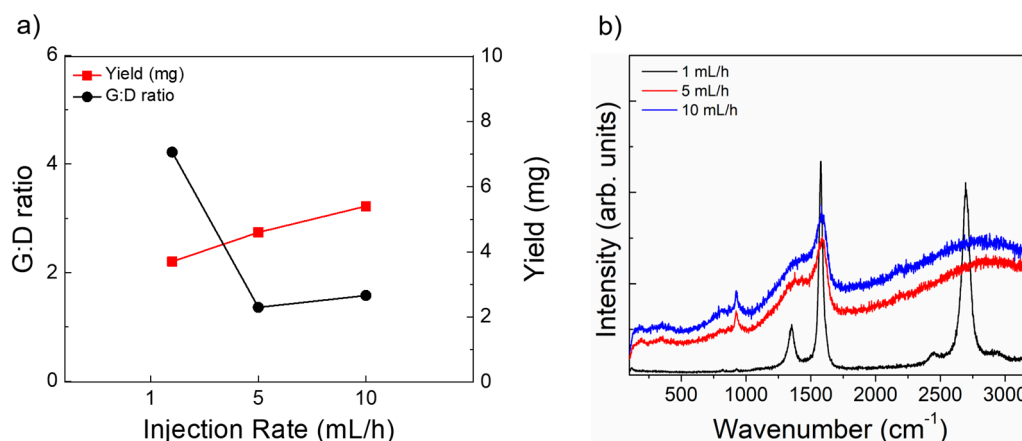 a)
6
4
2
0
G:D ratio
Yield (mg)
G:D ratio
10
8
6
4
2
0
Yield (mg)
1
5
10
Injection Rate (mL/h)
b)
Intensity (arb. units)
1 mL/h
5 mL/h
10 mL/h
500
1000
1500
2000
2500
3000
Wavenumber (cm⁻¹)